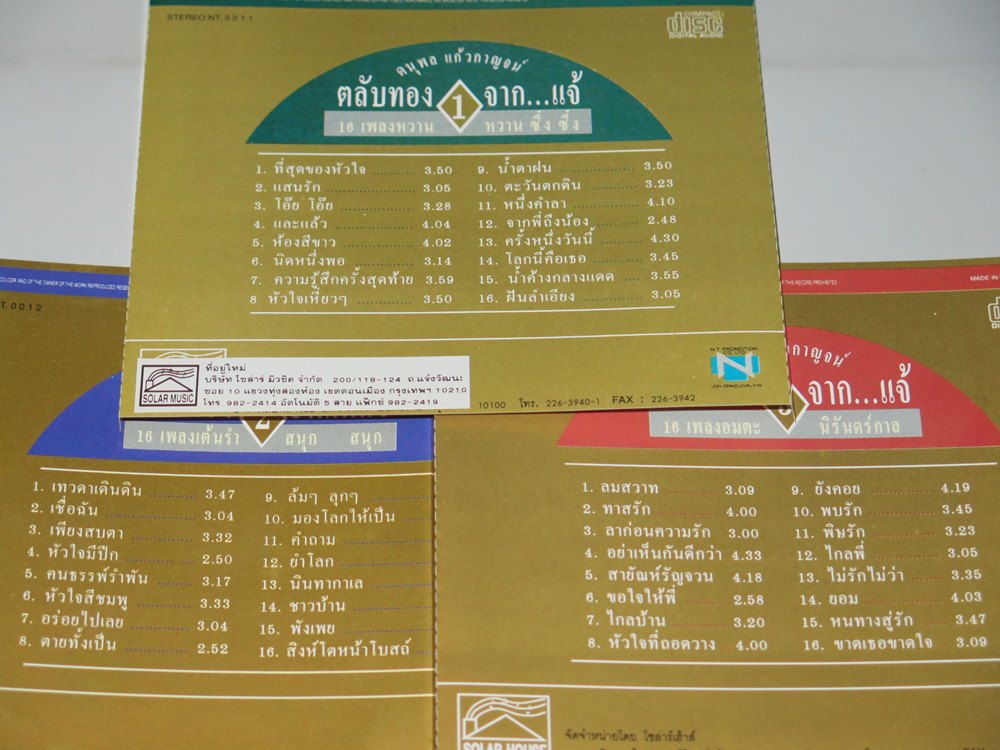 STEREO NT. 0011
COMPACT
disc
DIGITAL AUDIO
ดนุพล แก้วกาญจน์
ตลับทอง 1 จาก...แจ้
16 เพลงหวาน หวาน ซึ้ง ซึ้ง
1. ที่สุดของหัวใจ 3.50
2. แสนรัก 3.05
3. โอ๊ย โอ๊ย 3.28
4. และแล้ว 4.04
5. ห้องสีขาว 4.02
6. นิดหนึ่งพอ 3.14
7. ความรู้สึกครั้งสุดท้าย 3.59
8 หัวใจเหี่ยวๆ 3.50
9. น้ำตาฝน 3.50
10. ตะวันตกดิน 3.23
11. หนึ่งคำลา 4.10
12. จากพี่ถึงน้อง 2.48
13. ครั้งหนึ่งวันนี้ 4.30
14. โลกนี้คือเธอ 3.45
15. น้ำค้างกลางแดด 3.55
16. ฝันลำเอียง 3.05
SOLAR MUSIC
ที่อยู่ใหม่
บริษัท โซล่าร์ มิวซิค จำกัด 200/118-124 ถ.แจ้งวัฒนะ
ซอย 10 แขวงทุ่งสองห้อง เขตดอนเมือง กรุงเทพฯ 10210
โทร. 982-2414 อัตโนมัติ 5 สาย แฟ็กซ์ 982-2419
N.T. PROMOTION
CO.,LTD.
10100 โทร. 226-3940-1 FAX : 226-3942
ODUCER AND OF THE OWNER OF THE WORK REPRODUCED RESE
T. 0012
2
16 เพลงเต้นรำ สนุก สนุก
1. เทวดาเดินดิน 3.47
2. เชื่อฉัน 3.04
3. เพียงสบตา 3.32
4. หัวใจมีปีก 2.50
5. คนธรรพ์รำพัน 3.17
6. หัวใจสีชมพู 3.33
7. อร่อยไปเลย 3.04
8. ตายทั้งเป็น 2.52
9. ล้มๆ ลุกๆ
10. มองโลกให้เป็น
11. คำถาม
12. ยำโลก
13. นินทากาเล
14. ชาวบ้าน
15. พังเพย
16. สิงห์โตหน้าโบสถ์
OF THIS RECORD PROHIBITED
MADE IN
กาญจน์
3 จาก...แจ้
16 เพลงอมตะ นิรันดร์กาล
1. ลมสวาท 3.09
2. ทาสรัก 4.00
3. ลาก่อนความรัก 3.00
4. อย่าเห็นกันดีกว่า 4.33
5. สายัณห์รัญจวน 4.18
6. ขอใจให้พี่ 2.58
7. ไกลบ้าน 3.20
8. หัวใจที่ถอดวาง 4.00
9. ยังคอย 4.19
10. พบรัก 3.45
11. พิษรัก 3.23
12. ไกลพี่ 3.05
13. ไม่รักไม่ว่า 3.35
14. ยอม 4.03
15. หนทางสู่รัก 3.47
16. ขาดเธอขาดใจ 3.09
SOLAR HOUSE
จัดจำหน่ายโดย โซล่าร์เฮ้าส์